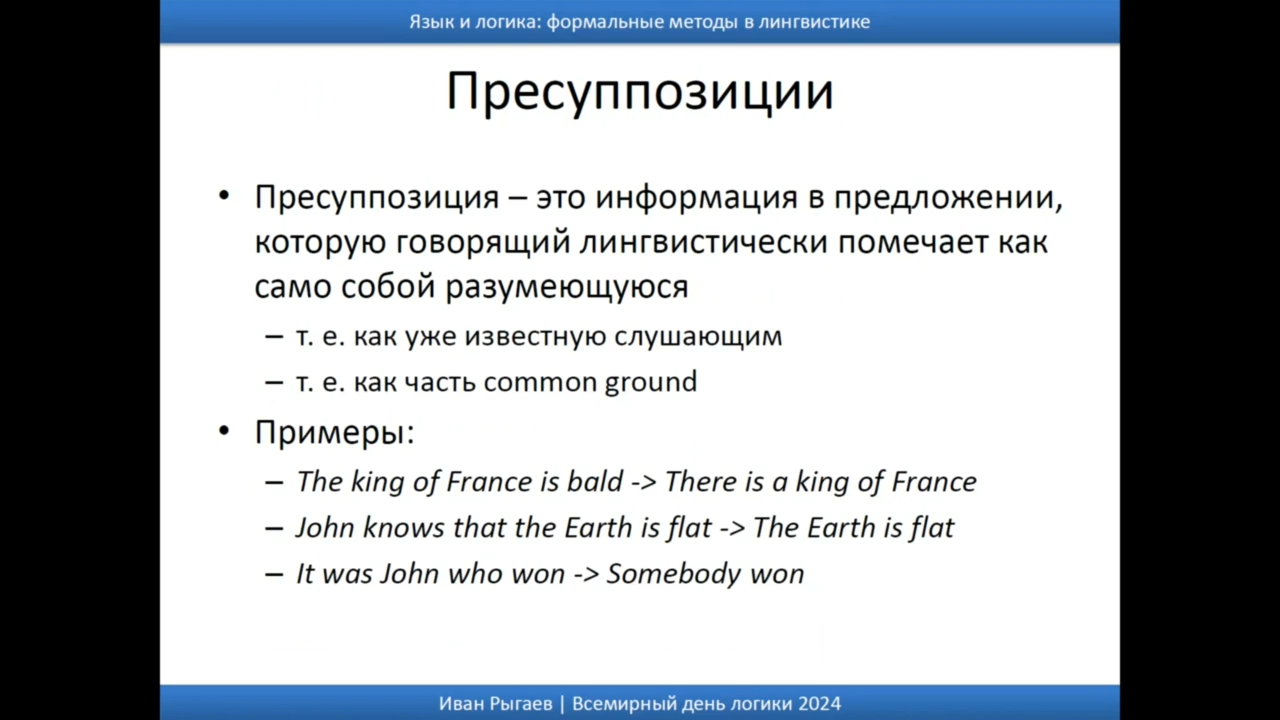 Язык и логика: формальные методы в лингвистике
Пресуппозиции
• Пресуппозиция – это информация в предложении,
которую говорящий лингвистически помечает как
само собой разумеющуюся
– т. е. как уже известную слушающим
– т. е. как часть common ground
• Примеры:
– The king of France is bald -> There is a king of France
– John knows that the Earth is flat -> The Earth is flat
– It was John who won -> Somebody won
Иван Рыгаев | Всемирный день логики 2024